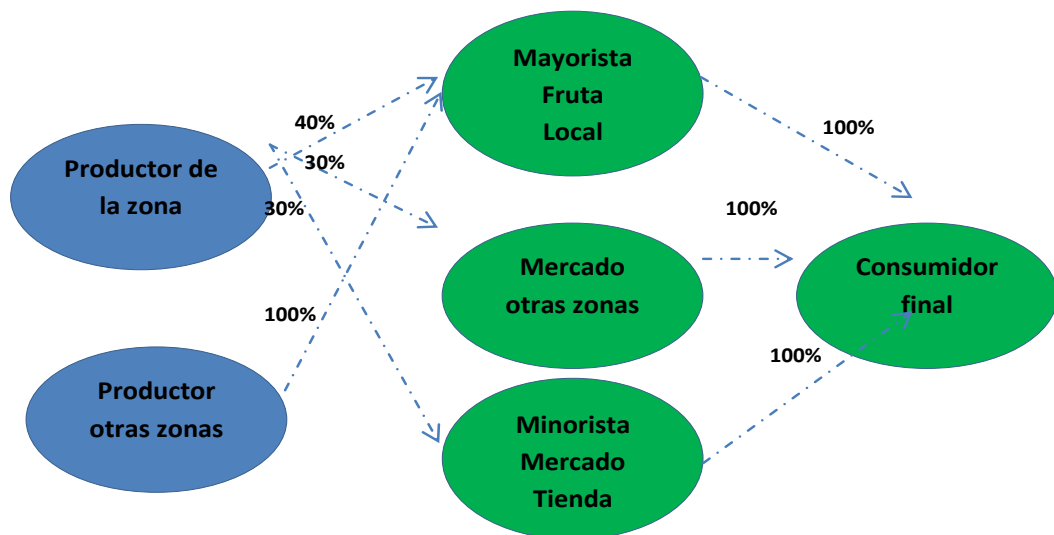 Mayorista
Fruta
Local
40%
100%
30%
Productor de
la zona
30%
100%
Mercado
otras zonas
Consumidor
final
100%
100%
Productor
otras zonas
Minorista
Mercado
Tienda